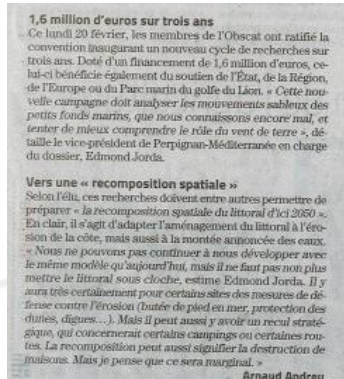 1,6 million d'euros sur trois ans
Ce lundi 20 février, les membres de l'Obscat ont ratifié la
convention inaugurant un nouveau cycle de recherches sur
trois ans. Doté d'un financement de 1,6 million d'euros, ce-
lui-ci bénéficie également du soutien de l'État, de la Région,
de l'Europe ou du Parc marin du golfe du Lion. « Cette nou-
velle campagne doit analyser les mouvements sableux des
petits fonds marins, que nous connaissons encore mal, et
tenter de mieux comprendre le rôle du vent de terre », dé-
taille le vice-président de Perpignan-Méditerranée en charge
du dossier, Edmond Jorda.
Vers une « recomposition spatiale »
Selon l'élu, ces recherches doivent entre autres permettre de
préparer « la recomposition spatiale du littoral d'ici 2050 ».
En clair, il s'agit d'adapter l'aménagement du littoral à l'éro-
sion de la côte, mais aussi à la montée annoncée des eaux.
« Nous ne pouvons pas continuer à nous développer avec
le même modèle qu'aujourd'hui, mais il ne faut pas non plus
mettre le littoral sous cloche, estime Edmond Jorda. Il y
aura très certainement pour certains sites des mesures de dé-
fense contre l'érosion (butée de pied en mer, protection des
dunes, digues...). Mais il peut aussi y avoir un recul straté-
gique, qui concernerait certains campings ou certaines rou-
tes. La recomposition peut aussi signifier la destruction de
maisons. Mais je pense que ce sera marginal. »
Arnaud Andreu